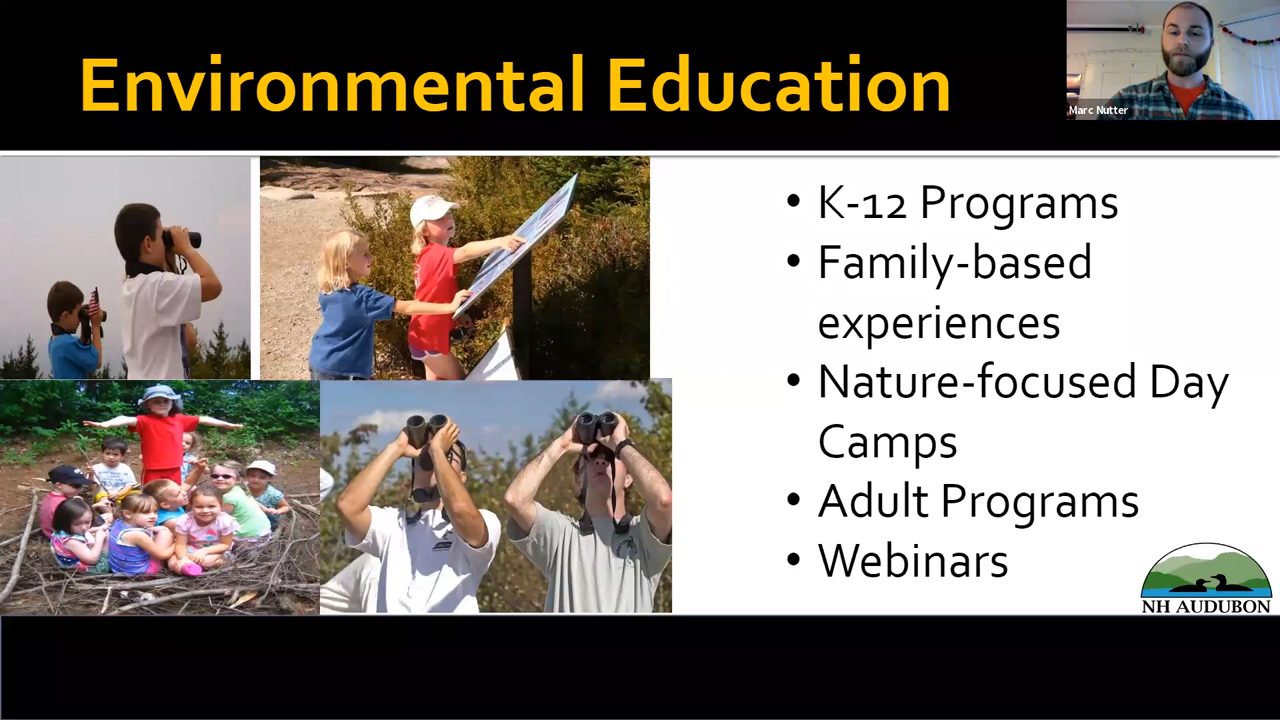 Environmental Education
Marc Nutter
• K-12 Programs
• Family-based
experiences
• Nature-focused Day
Camps
• Adult Programs
• Webinars
NH AUDUBON